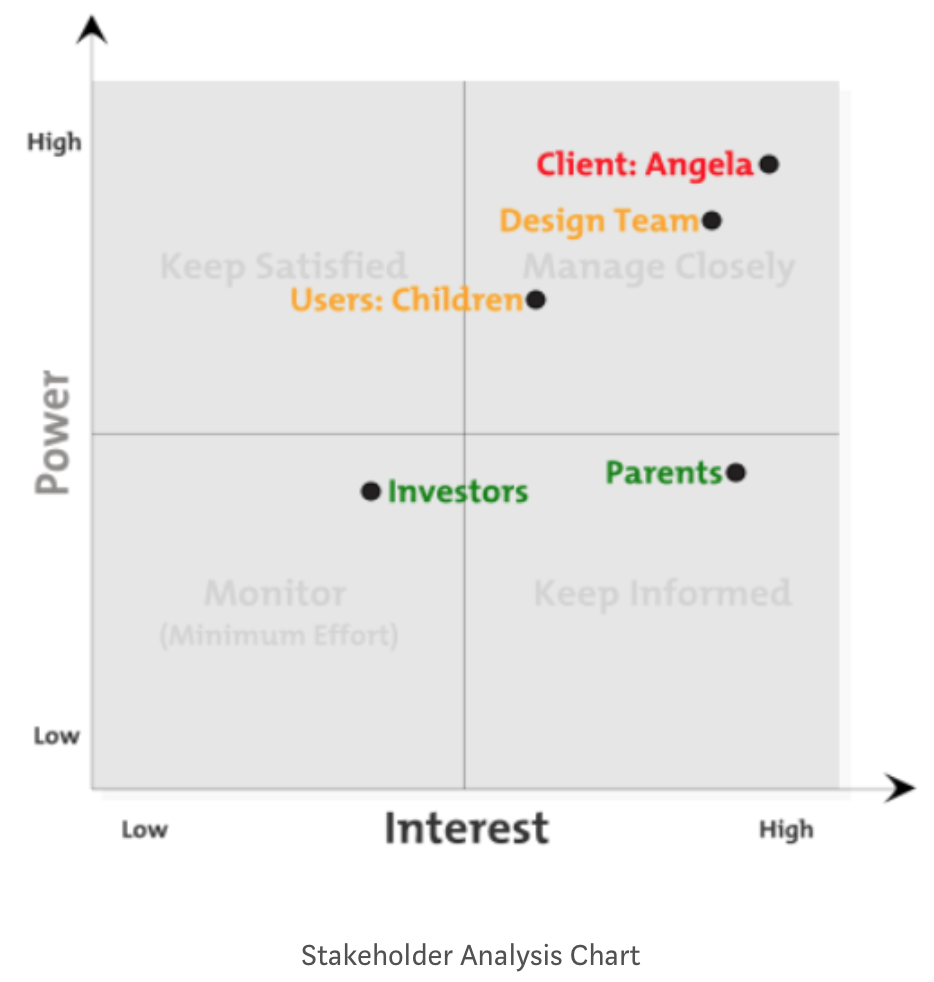 High
Client: Angela
Design Team
Keep Satisfied
Manage Closely
Users: Children
Power
Parents
Investors
Monitor
(Minimum Effort)
Keep Informed
Low
Low
Interest
High
Stakeholder Analysis Chart